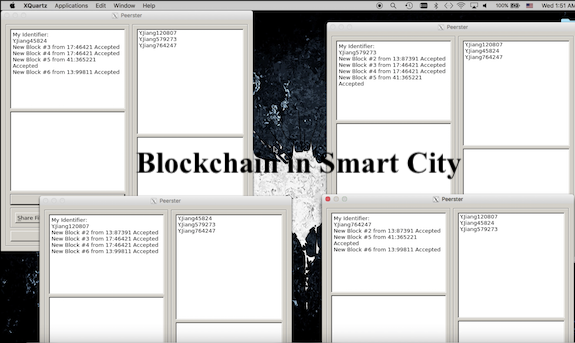 XQuartz Applications Edit Window Help
100% Wed 1:51 AM
Peerster
My Identifier:
YJiang45824
New Block #3 from 17:46421 Accepted
New Block #4 from 17:46421 Accepted
New Block #5 from 41:365221
Accepted
New Block #6 from 13:99811 Accepted
YJiang120807
YJiang579273
YJiang764247
Share Fi
Peerster
My Identifier:
YJiang579273
New Block #2 from 13:87391 Accepted
New Block #3 from 17:46421 Accepted
New Block #4 from 17:46421 Accepted
New Block #5 from 41:365221
Accepted
YJiang120807
YJiang45824
YJiang764247
Blockchain in Smart City
Peerster
My Identifier:
YJiang120807
New Block #2 from 13:87391 Accepted
New Block #3 from 17:46421 Accepted
New Block #4 from 17:46421 Accepted
New Block #6 from 13:99811 Accepted
YJiang45824
YJiang579273
YJiang764247
Peerster
My Identifier:
YJiang764247
New Block #2 from 13:87391 Accepted
New Block #5 from 41:365221
Accepted
New Block #6 from 13:99811 Accepted
YJiang120807
YJiang45824
YJiang579273